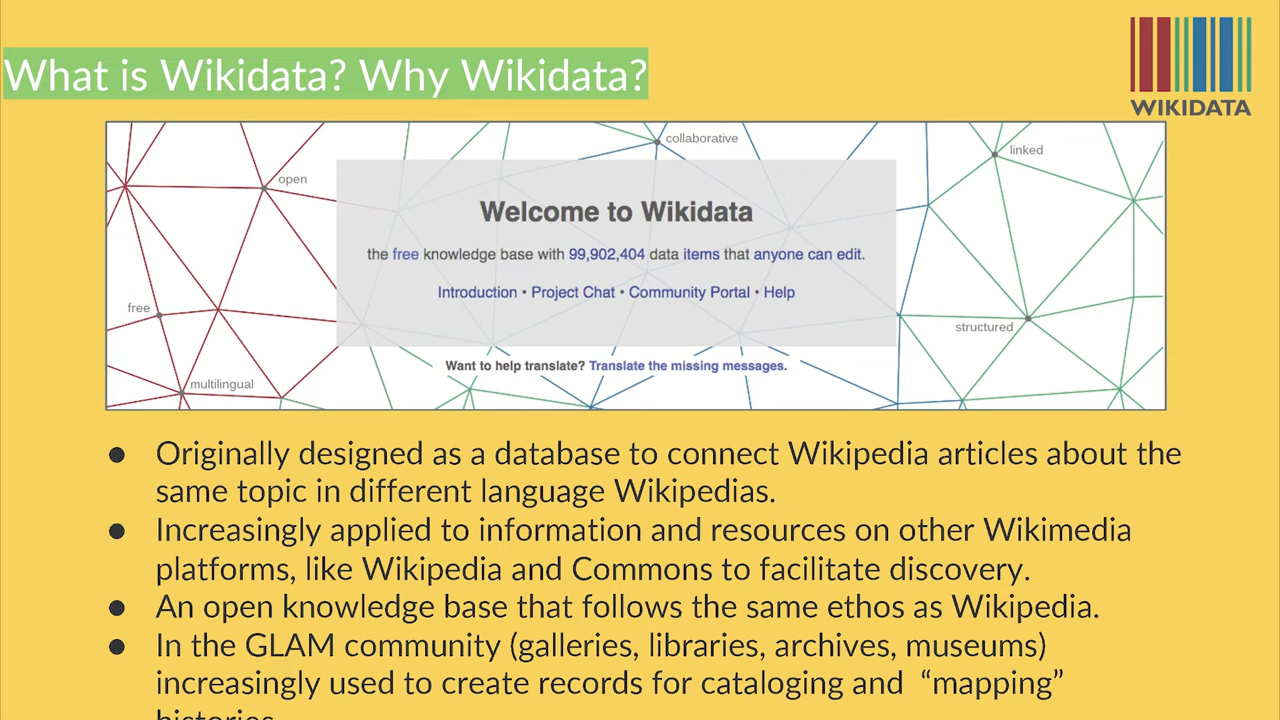 What is Wikidata? Why Wikidata?
WIKIDATA
collaborative
linked
open
Welcome to Wikidata
the free knowledge base with 99,902,404 data items that anyone can edit.
Introduction • Project Chat • Community Portal • Help
free
structured
Want to help translate? Translate the missing messages.
multilingual
● Originally designed as a database to connect Wikipedia articles about the
same topic in different language Wikipedias.
● Increasingly applied to information and resources on other Wikimedia
platforms, like Wikipedia and Commons to facilitate discovery.
● An open knowledge base that follows the same ethos as Wikipedia.
● In the GLAM community (galleries, libraries, archives, museums)
increasingly used to create records for cataloging and “mapping”
histories.